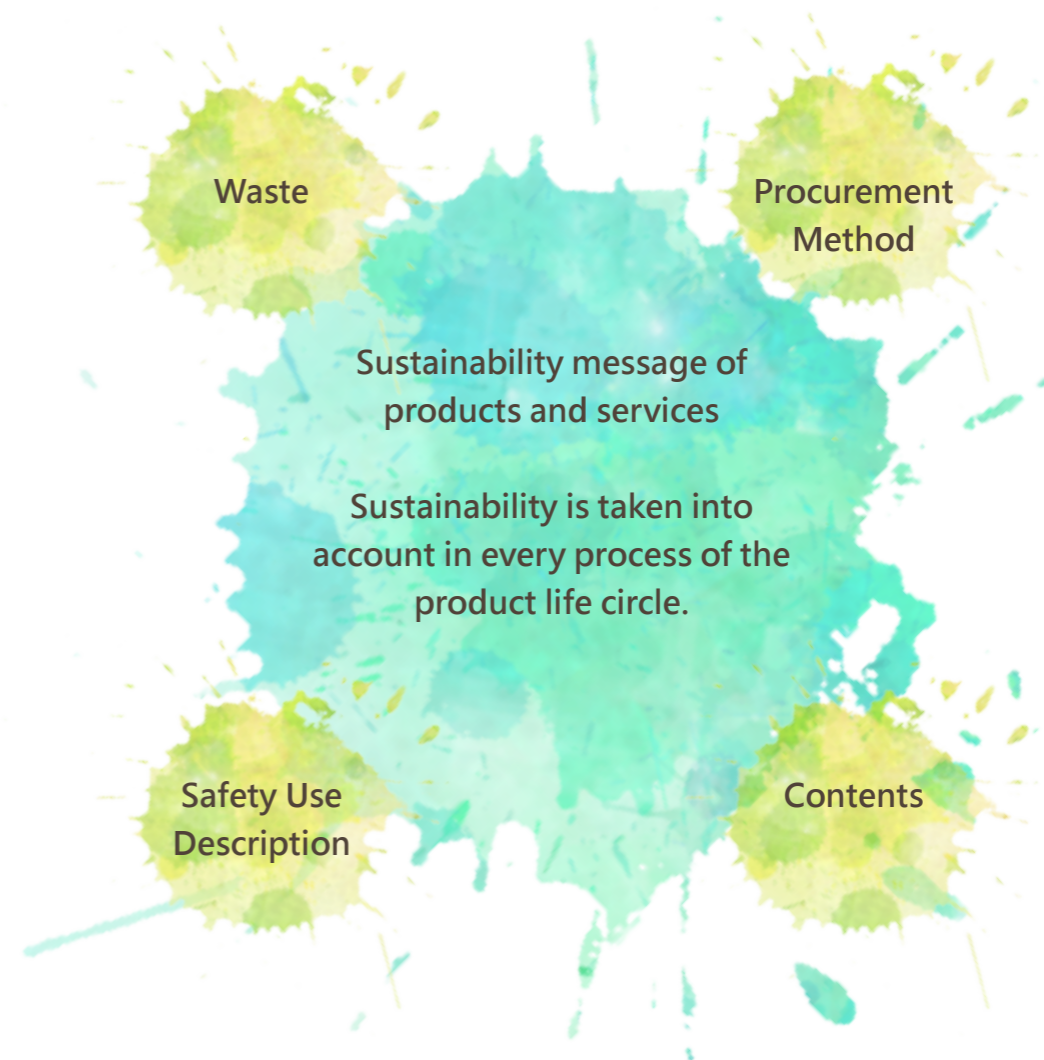 Waste
Procurement
Method
Sustainability message of
products and services
Sustainability is taken into
account in every process of the
product life circle.
Safety Use
Description
Contents